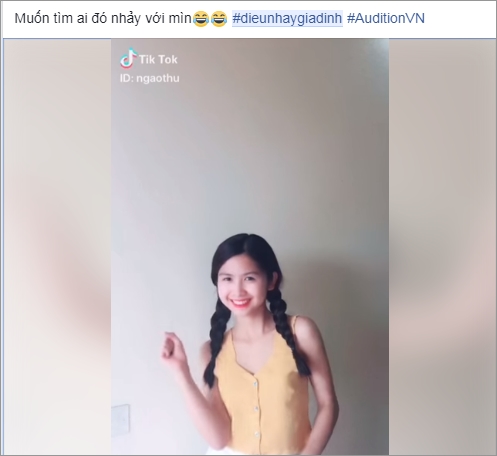 Muốn tìm ai đó nhảy với mìn😂😂 #dieunhaygiadinh #AuditionVN
Tik Tok
ID: ngaothu